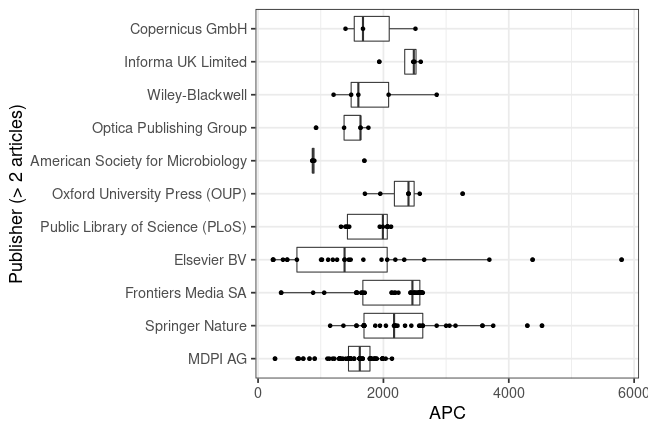 Publisher (> 2 articles)
Copernicus GmbH
Informa UK Limited
Wiley-Blackwell
Optica Publishing Group
American Society for Microbiology
Oxford University Press (OUP)
Public Library of Science (PLoS)
Elsevier BV
Frontiers Media SA
Springer Nature
MDPI AG
0 2000 4000 6000
APC